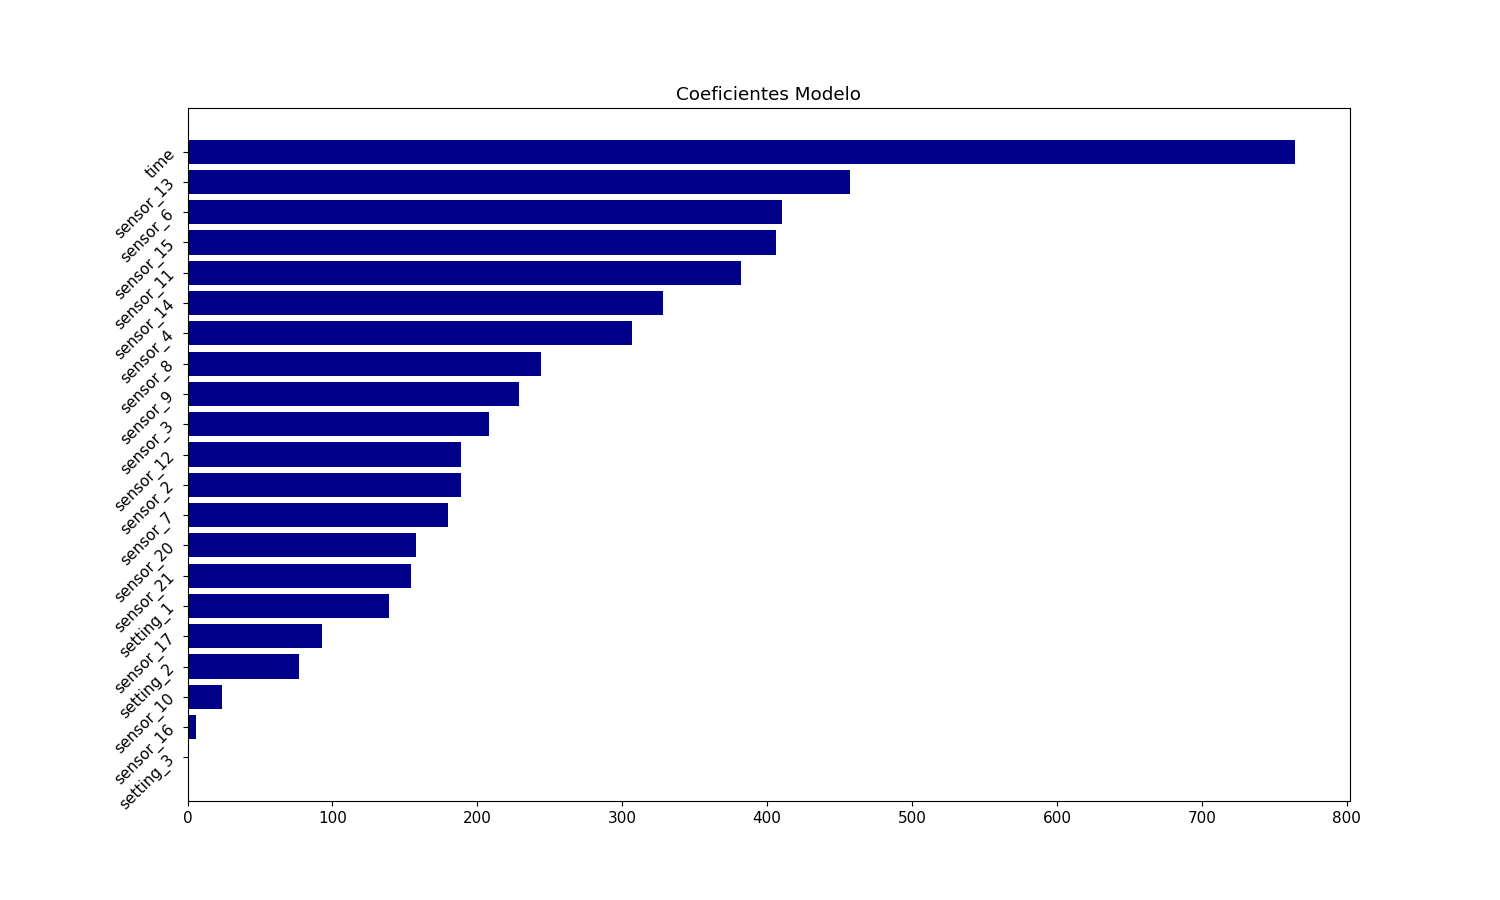 Coeficientes Modelo
time
sensor_13
sensor_6
sensor_15
sensor_11
sensor_14
sensor_4
sensor_8
sensor_9
sensor_3
sensor_12
sensor_2
sensor_7
sensor_20
sensor_21
setting_1
sensor_17
setting_2
sensor_10
sensor_16
setting_3
0 100 200 300 400 500 600 700 800